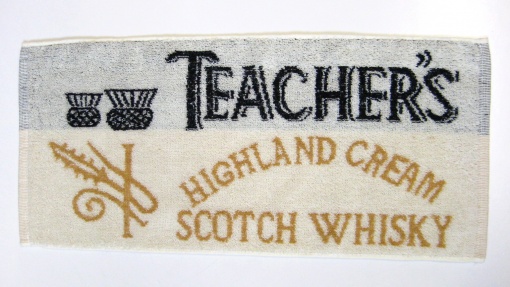 TEACHER'S
HIGHLAND CREAM
SCOTCH WHISKY